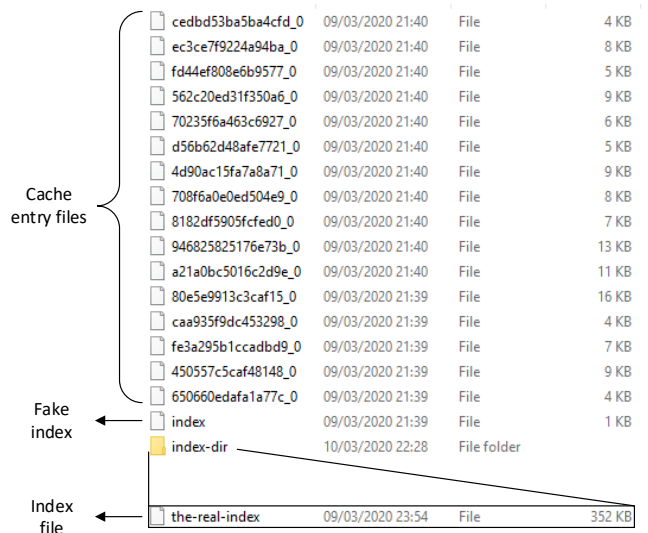 cedbd53ba5ba4cfd_0 09/03/2020 21:40 File 4 KB
ec3ce7f9224a94ba_0 09/03/2020 21:40 File 8 KB
fd44ef808e6b9577_0 09/03/2020 21:40 File 5 KB
562c20ed31f350a6_0 09/03/2020 21:40 File 9 KB
70235f6a463c6927_0 09/03/2020 21:40 File 6 KB
d56b62d48afe7721_0 09/03/2020 21:40 File 5 KB
4d90ac15fa7a8a71_0 09/03/2020 21:40 File 9 KB
Cache
entry files
708f6a0e0ed504e9_0 09/03/2020 21:40 File 8 KB
8182df5905fcfed0_0 09/03/2020 21:40 File 7 KB
946825825176e73b_0 09/03/2020 21:40 File 13 KB
a21a0bc5016c2d9e_0 09/03/2020 21:40 File 11 KB
80e5e9913c3caf15_0 09/03/2020 21:39 File 16 KB
caa935f9dc453298_0 09/03/2020 21:39 File 4 KB
fe3a295b1ccadbd9_0 09/03/2020 21:39 File 7 KB
450557c5caf48148_0 09/03/2020 21:39 File 9 KB
650660edafa1a77c_0 09/03/2020 21:39 File 4 KB
Fake
index
index 09/03/2020 21:39 File 1 KB
index-dir 10/03/2020 22:28 File folder
Index
file
the-real-index 09/03/2020 23:54 File 352 KB